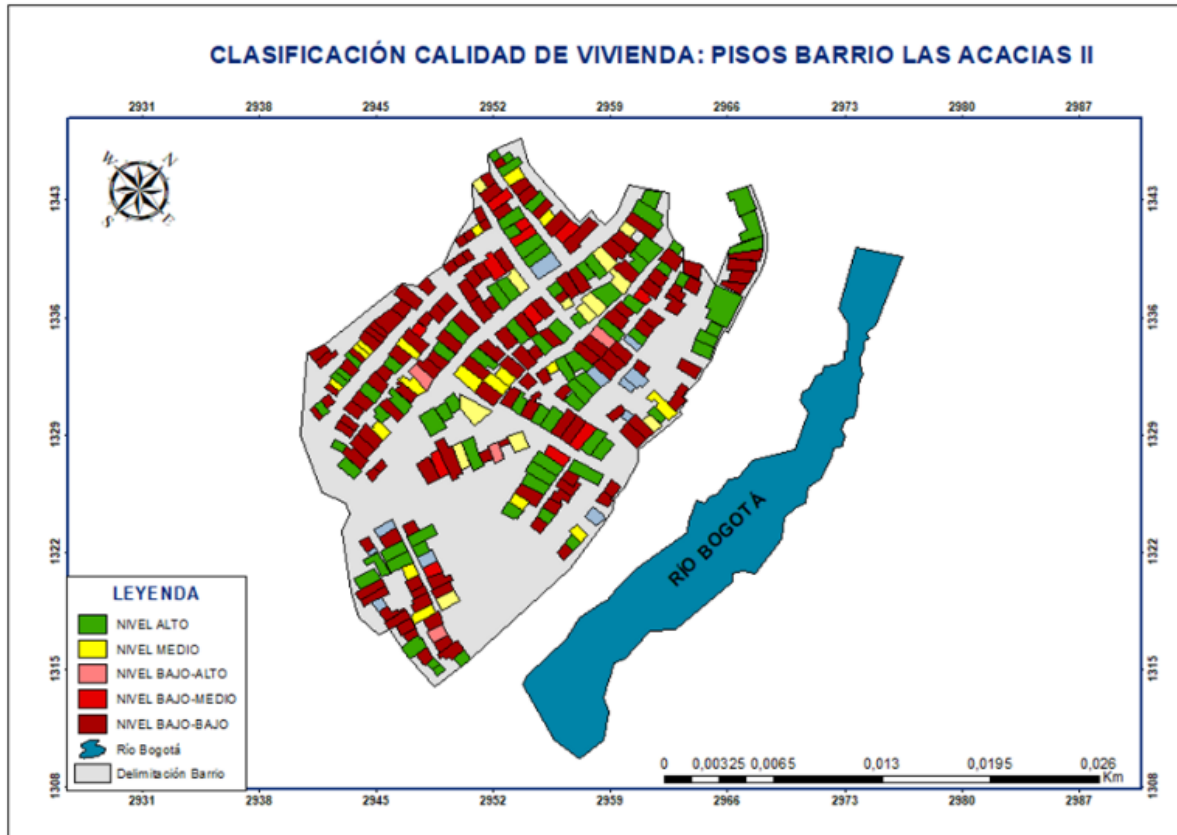 CLASIFICACIÓN CALIDAD DE VIVIENDA: PISOS BARRIO LAS ACACIAS II
2931 2938 2945 2952 2959 2966 2973 2980 2987
W N
S E
1343 1343
1336 1336
1329 1329
1322 1322
1315 1315
1308 1308
RÍO BOGOTÁ
LEYENDA
NIVEL ALTO
NIVEL MEDIO
NIVEL BAJO-ALTO
NIVEL BAJO-MEDIO
NIVEL BAJO-BAJO
Río Bogotá
Delimitación Barrio
0 0,00325 0,0065 0,013 0,0195 0,026
Km
2931 2938 2945 2952 2959 2966 2973 2980 2987